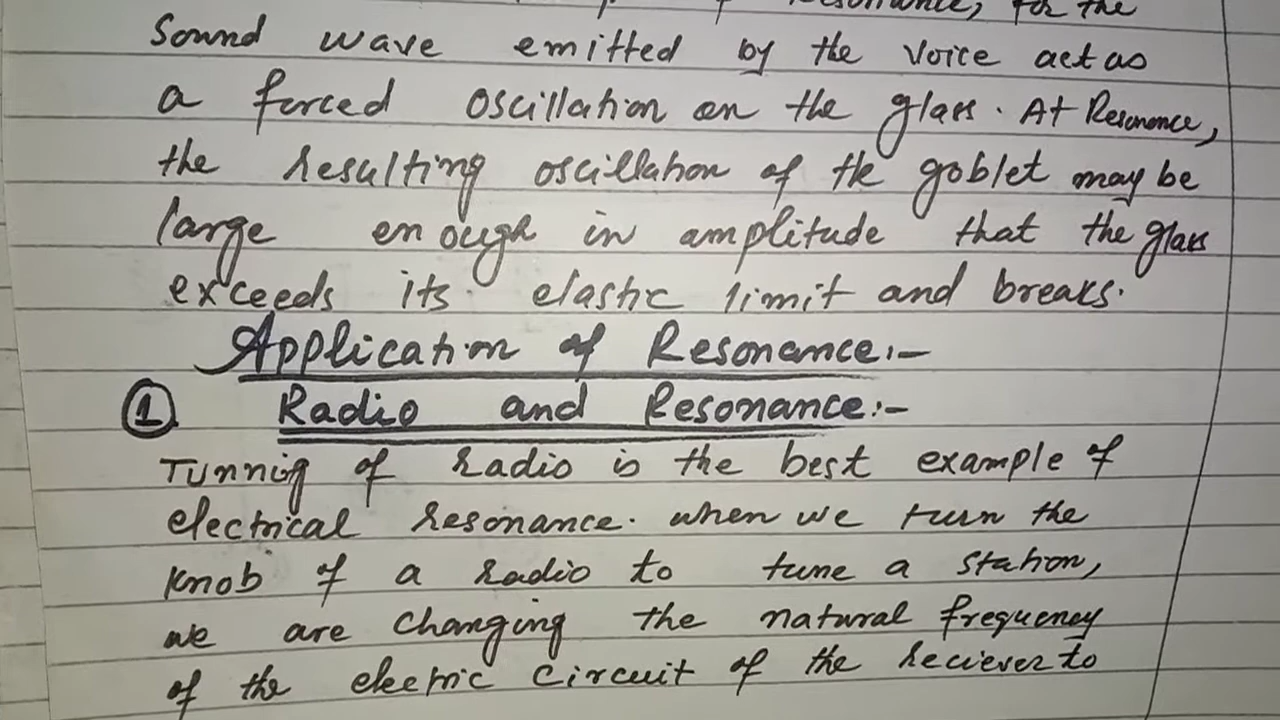 Resonance, for the
Sound wave emitted by the voice act as
a forced oscillation on the glass. At Resonence,
the resulting oscillation of the goblet may be
large enough in amplitude that the glass
exceeds its elastic limit and breaks.
Application of Resonance:-
1 Radio and Resonance:-
Tunnig of radio is the best example of
electrical resonance. when we turn the
knob of a radio to tune a station,
we are changing the natural frequency
of the electric circuit of the reciever to